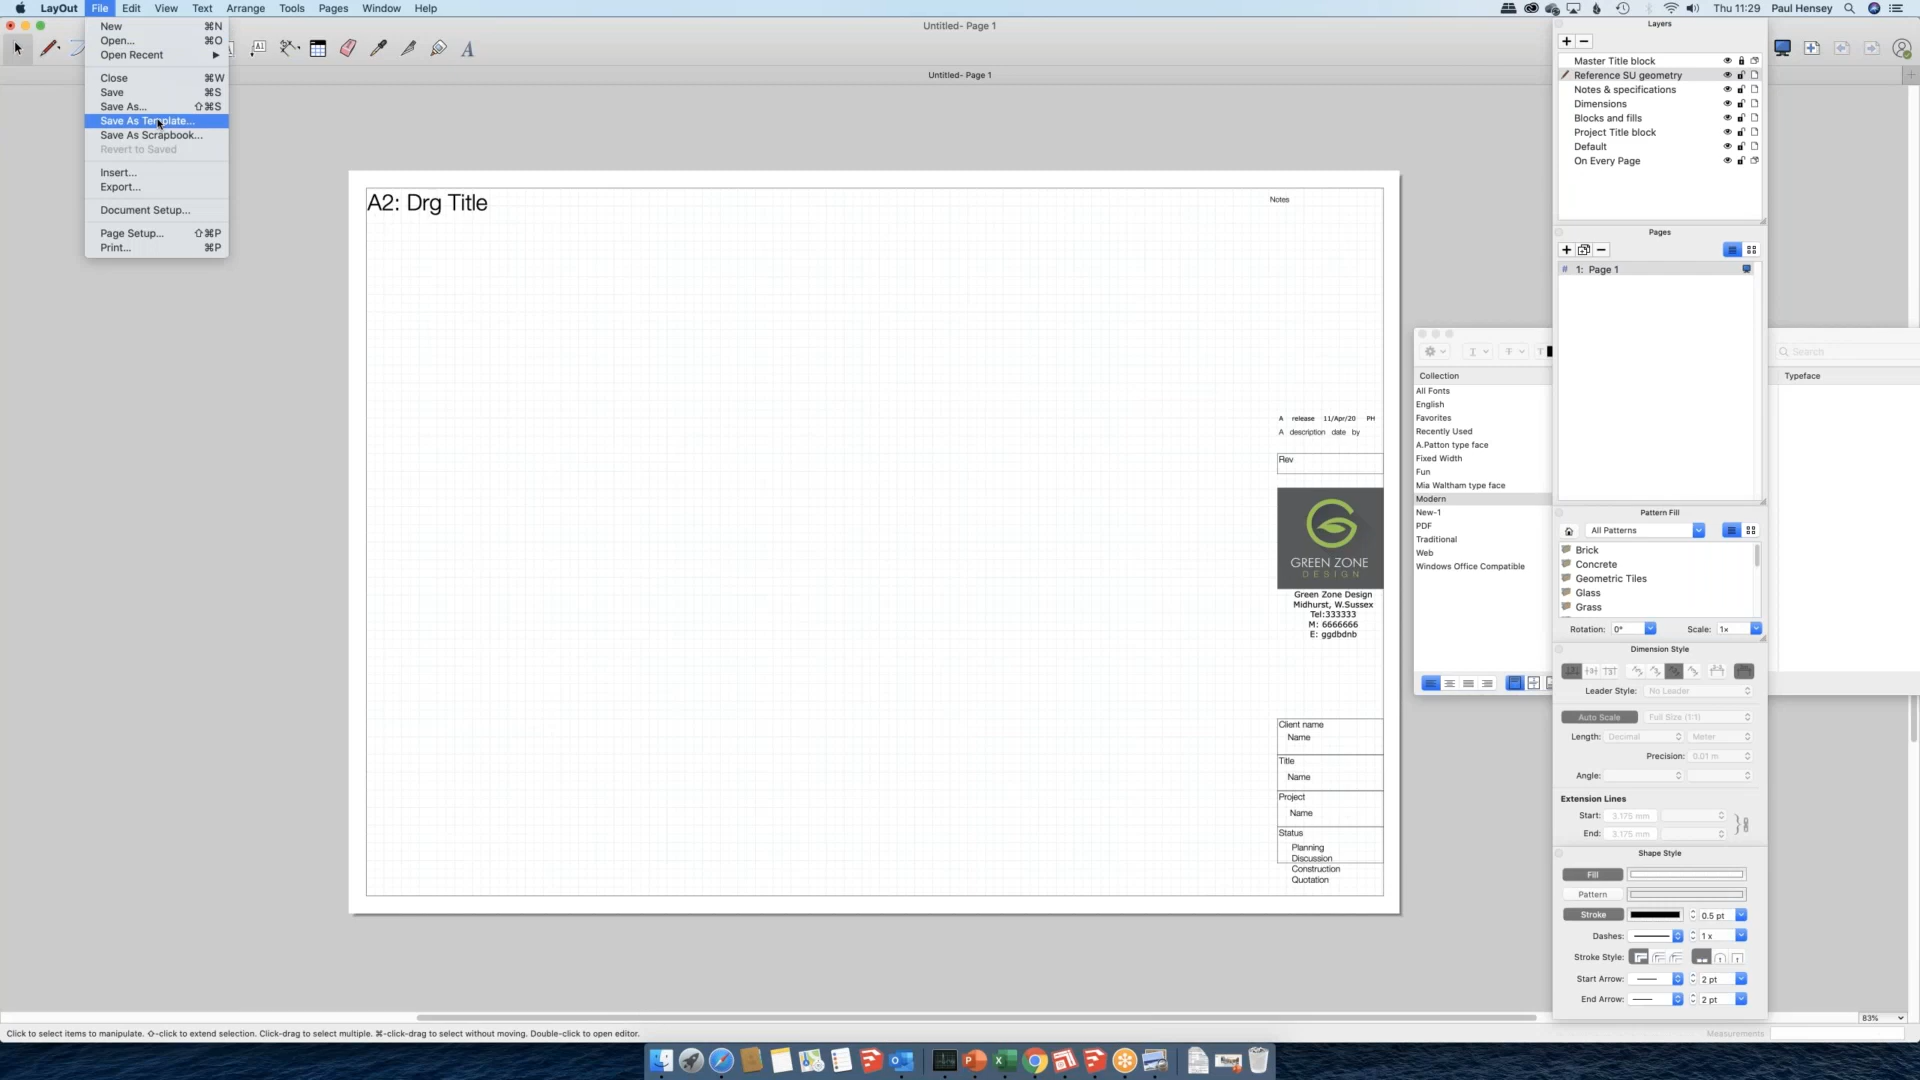 LayOut File Edit View Text Arrange Tools Pages Window Help
Thu 11:29 Paul Hensey
Untitled- Page 1
Untitled- Page 1
New ⌘N
Open... ⌘O
Open Recent
Close ⌘W
Save ⌘S
Save As... ⇧⌘S
Save As Template...
Save As Scrapbook...
Revert to Saved
Insert...
Export...
Document Setup...
Page Setup... ⇧⌘P
Print... ⌘P
A2: Drg Title
Notes
A release 11/Apr/20 PH
A description date by
Rev
GREEN ZONE
DESIGN
Green Zone Design
Midhurst, W.Sussex
Tel:333333
M: 6666666
E: ggdbdnb
Client name
Name
Title
Name
Project
Name
Status
Planning
Discussion
Construction
Quotation
Search
Collection
Typeface
All Fonts
English
Favorites
Recently Used
A.Patton type face
Fixed Width
Fun
Mia Waltham type face
Modern
New-1
PDF
Traditional
Web
Windows Office Compatible
Layers
Master Title block
Reference SU geometry
Notes & specifications
Dimensions
Blocks and fills
Project Title block
Default
On Every Page
Pages
# 1: Page 1
Pattern Fill
All Patterns
Brick
Concrete
Geometric Tiles
Glass
Grass
Rotation: 0° Scale: 1x
Dimension Style
Leader Style: No Leader
Auto Scale Full Size (1:1)
Length: Decimal Meter
Precision: 0.01 m
Angle:
Extension Lines
Start: 3.175 mm
End: 3.175 mm
Shape Style
Fill
Pattern
Stroke 0.5 pt
Dashes: 1 x
Stroke Style:
Start Arrow: 2 pt
End Arrow: 2 pt
83%
Click to select items to manipulate. ⇧-click to extend selection. Click-drag to select multiple. ⌘-click-drag to select without moving. Double-click to open editor.
Measurements